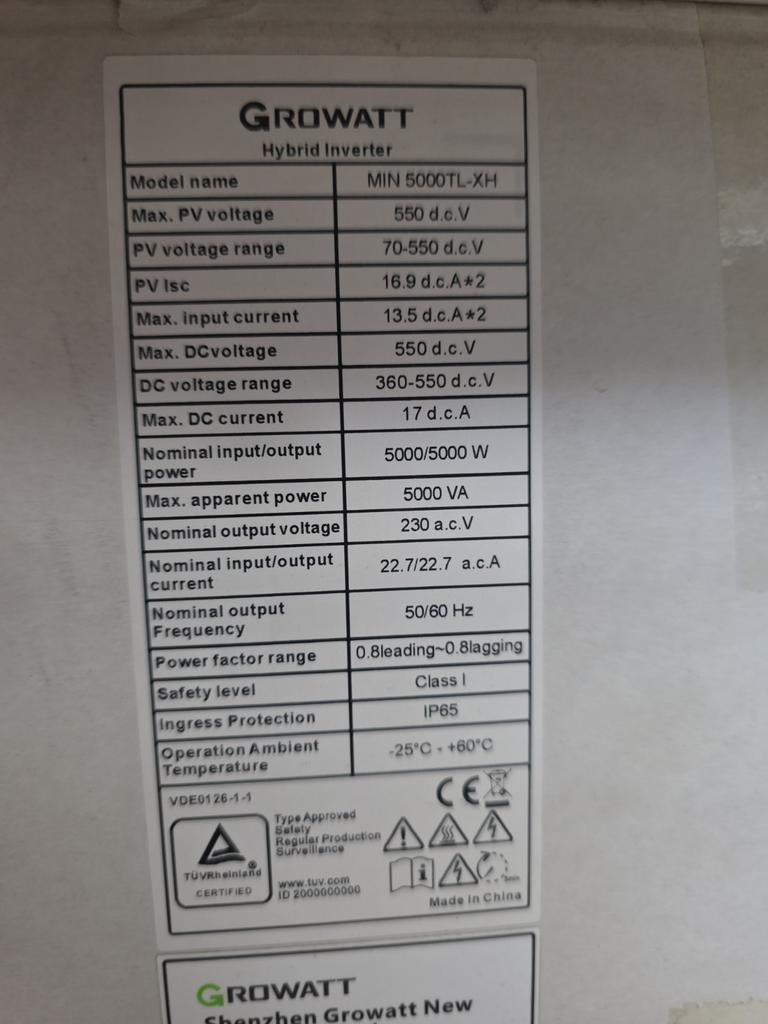 GROWATT
Hybrid Inverter
Model name MIN 5000TL-XH
Max. PV voltage 550 d.c.V
PV voltage range 70-550 d.c.V
PV Isc 16.9 d.c.A*2
Max. input current 13.5 d.c.A*2
Max. DCvoltage 550 d.c.V
DC voltage range 360-550 d.c.V
Max. DC current 17 d.c.A
Nominal input/output
power 5000/5000 W
Max. apparent power 5000 VA
Nominal output voltage 230 a.c.V
Nominal input/output
current 22.7/22.7 a.c.A
Nominal output
Frequency 50/60 Hz
Power factor range 0.8leading~0.8lagging
Safety level Class I
Ingress Protection IP65
Operation Ambient
Temperature -25°C - +60°C
VDE0126-1-1
CE
TÜVRheinland®
CERTIFIED
Type Approved
Safety
Regular Production
Surveillance
www.tuv.com
ID 2000000000
5min
Made in China
GROWATT
Shenzhen Growatt New